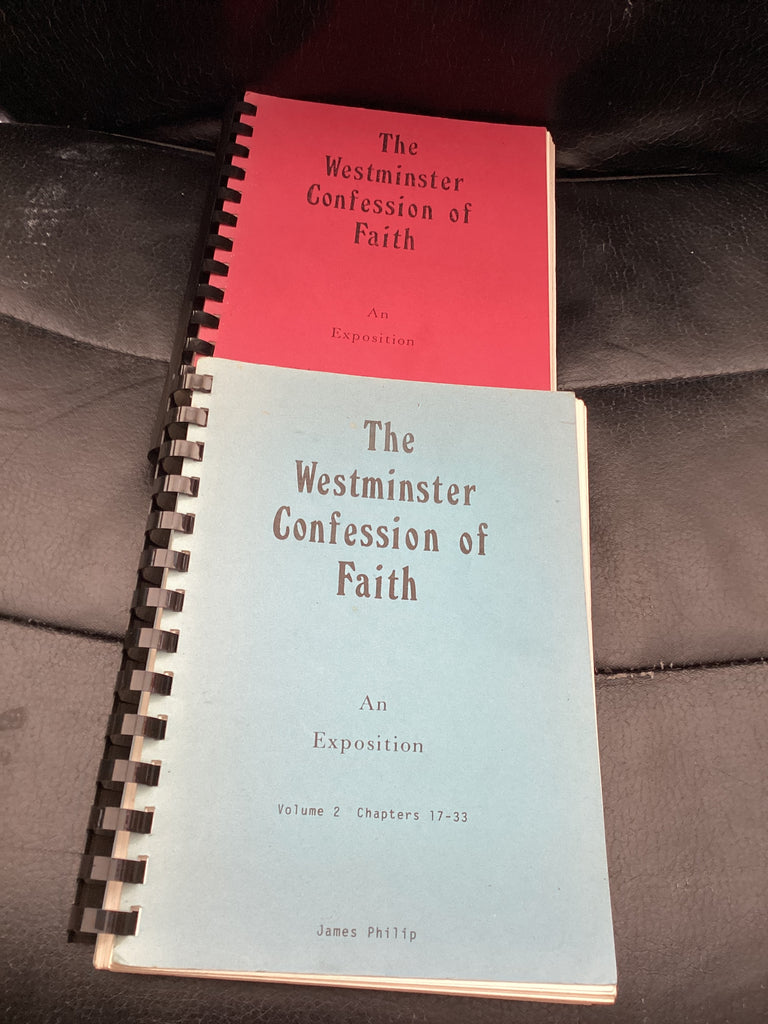 The
Westminster
Confession of
Faith
An
Exposition
The
Westminster
Confession of
Faith
An
Exposition
Volume 2 Chapters 17-33
James Philip